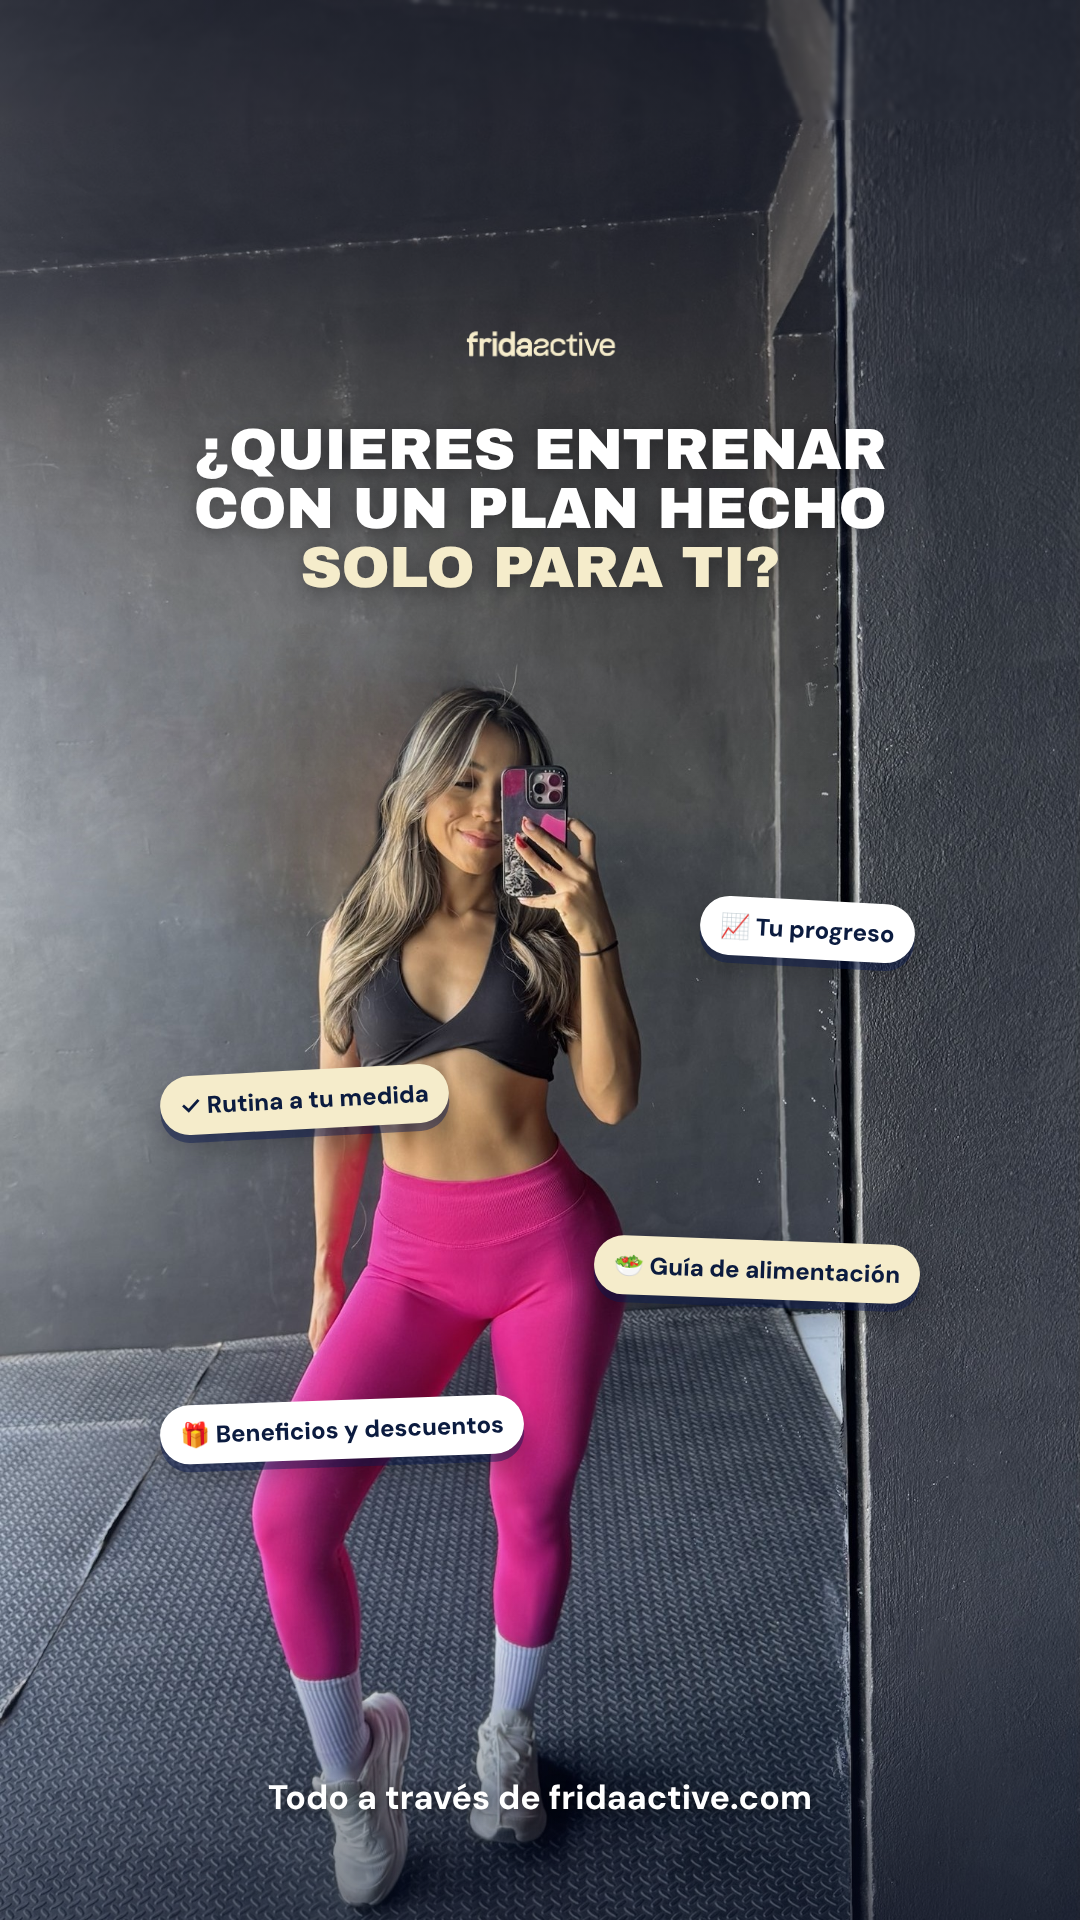 fridaactive
¿QUIERES ENTRENAR
CON UN PLAN HECHO
SOLO PARA TI?
📈 Tu progreso
✓ Rutina a tu medida
🥗 Guía de alimentación
🎁 Beneficios y descuentos
Todo a través de fridaactive.com